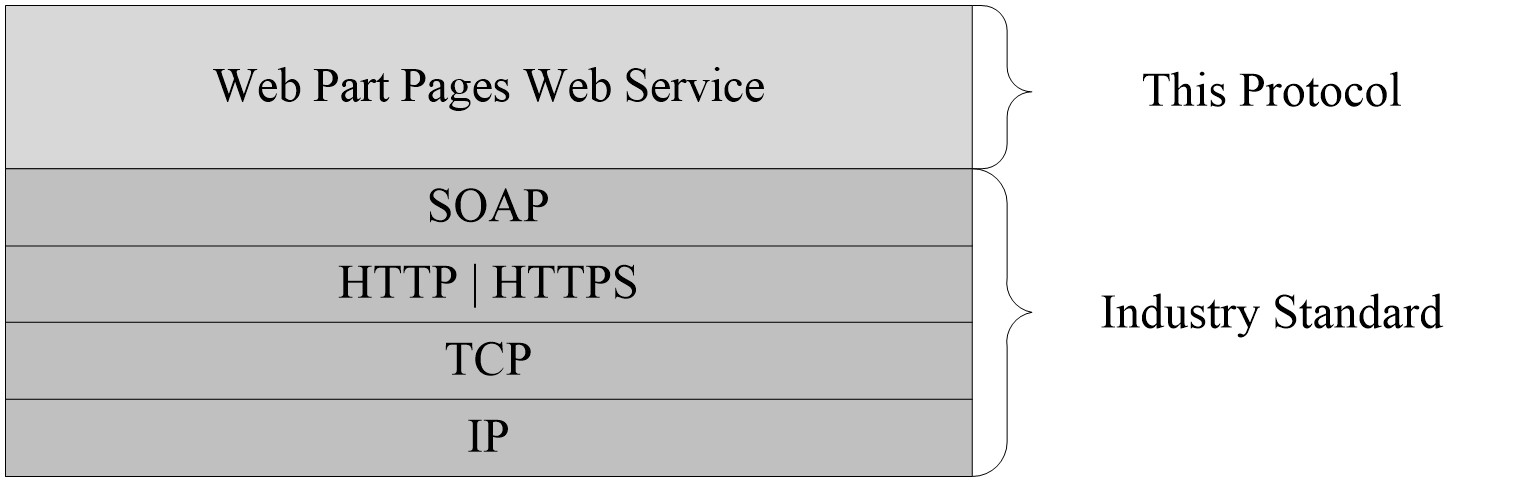 Web Part Pages Web Service
This Protocol
SOAP
HTTP | HTTPS
TCP
IP
Industry Standard